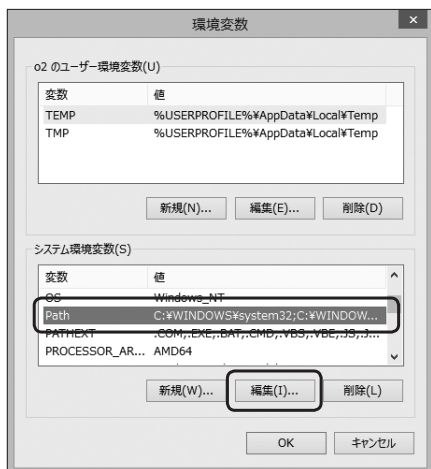 環境変数
×
o2 のユーザー環境変数(U)
変数 値
TEMP %USERPROFILE%¥AppData¥Local¥Temp
TMP %USERPROFILE%¥AppData¥Local¥Temp
新規(N)... 編集(E)... 削除(D)
システム環境変数(S)
変数 値
OS Windows_NT
Path C:¥WINDOWS¥system32;C:¥WINDOW...
PATHEXT .COM;.EXE;.BAT;.CMD;.VBS;.VBE;.JS;.J...
PROCESSOR_AR... AMD64
新規(W)... 編集(I)... 削除(L)
OK キャンセル